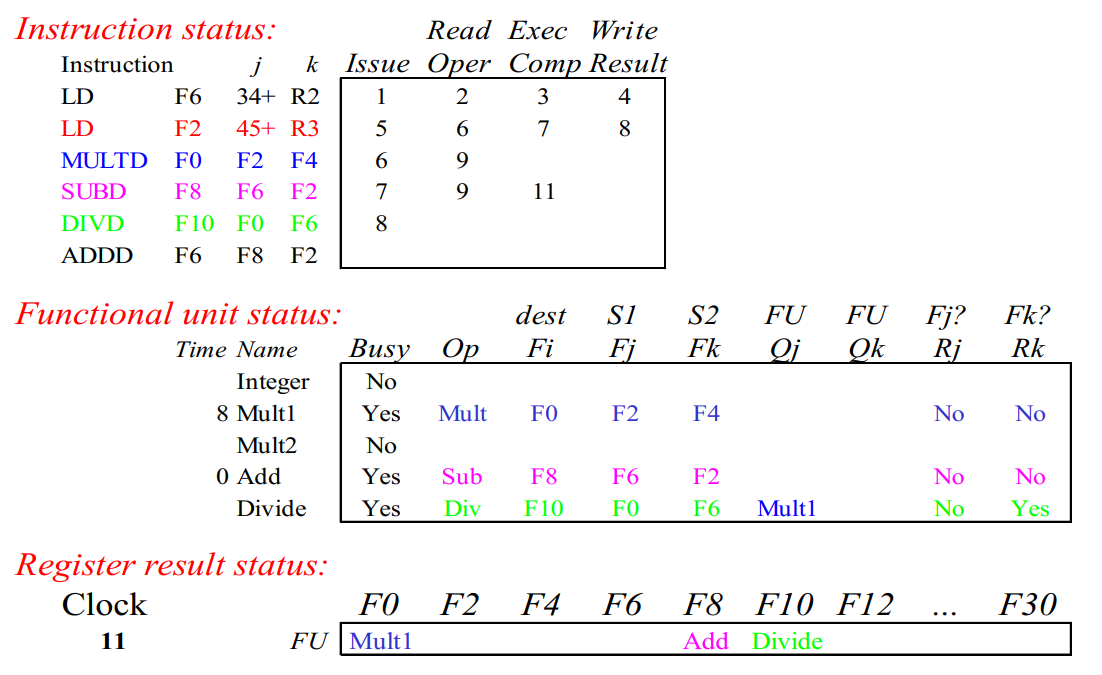 Instruction status: Read Exec Write
Instruction j k Issue Oper Comp Result
LD F6 34+ R2 1 2 3 4
LD F2 45+ R3 5 6 7 8
MULTD F0 F2 F4 6 9
SUBD F8 F6 F2 7 9 11
DIVD F10 F0 F6 8
ADDD F6 F8 F2
Functional unit status: dest S1 S2 FU FU Fj? Fk?
Time Name Busy Op Fi Fj Fk Qj Qk Rj Rk
Integer No
8 Mult1 Yes Mult F0 F2 F4 No No
Mult2 No
0 Add Yes Sub F8 F6 F2 No No
Divide Yes Div F10 F0 F6 Mult1 No Yes
Register result status:
Clock F0 F2 F4 F6 F8 F10 F12 ... F30
11 FU Mult1 Add Divide